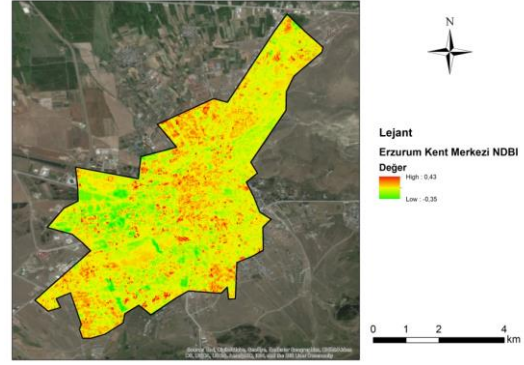 N
Lejant
Erzurum Kent Merkezi NDBI
Değer
High : 0,43
Low : -0,35
0 1 2 4
km